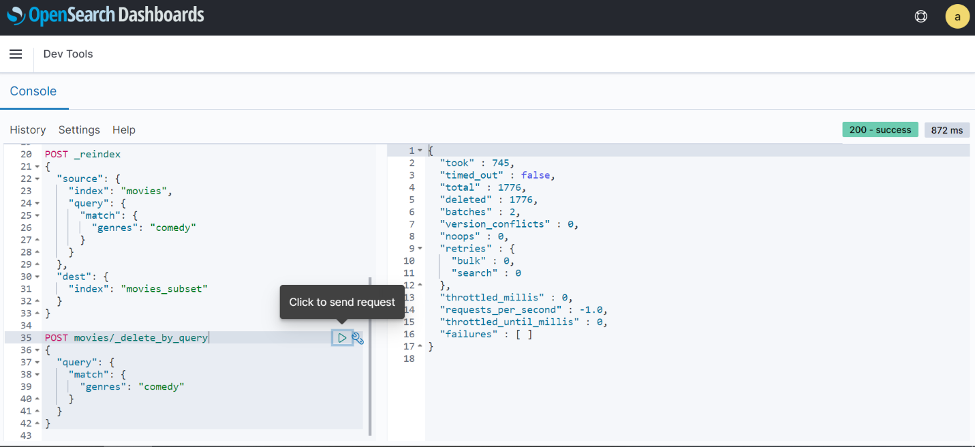 OpenSearch Dashboards
a
Dev Tools
Console
History Settings Help
200 - success 872 ms
20 POST _reindex
21 {
22 "source": {
23 "index": "movies",
24 "query": {
25 "match": {
26 "genres": "comedy"
27 }
28 }
29 },
30 "dest": {
31 "index": "movies_subset"
32 }
33 }
34
35 POST movies/_delete_by_query
36 {
37 "query": {
38 "match": {
39 "genres": "comedy"
40 }
41 }
42 }
43
Click to send request
1 {
2 "took" : 745,
3 "timed_out" : false,
4 "total" : 1776,
5 "deleted" : 1776,
6 "batches" : 2,
7 "version_conflicts" : 0,
8 "noops" : 0,
9 "retries" : {
10 "bulk" : 0,
11 "search" : 0
12 },
13 "throttled_millis" : 0,
14 "requests_per_second" : -1.0,
15 "throttled_until_millis" : 0,
16 "failures" : [ ]
17 }
18